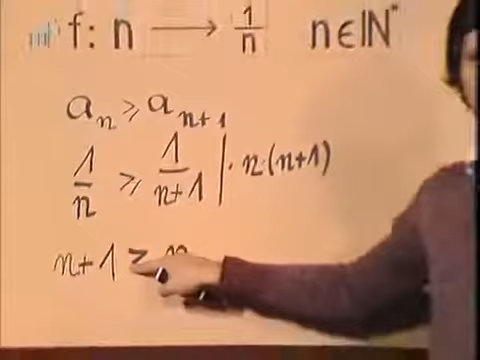 f: n → 1/n n ∈ ℕ*
aₙ ≥ aₙ₊₁
1/n ≥ 1/(n+1) | · n·(n+1)
n+1 ≥ n